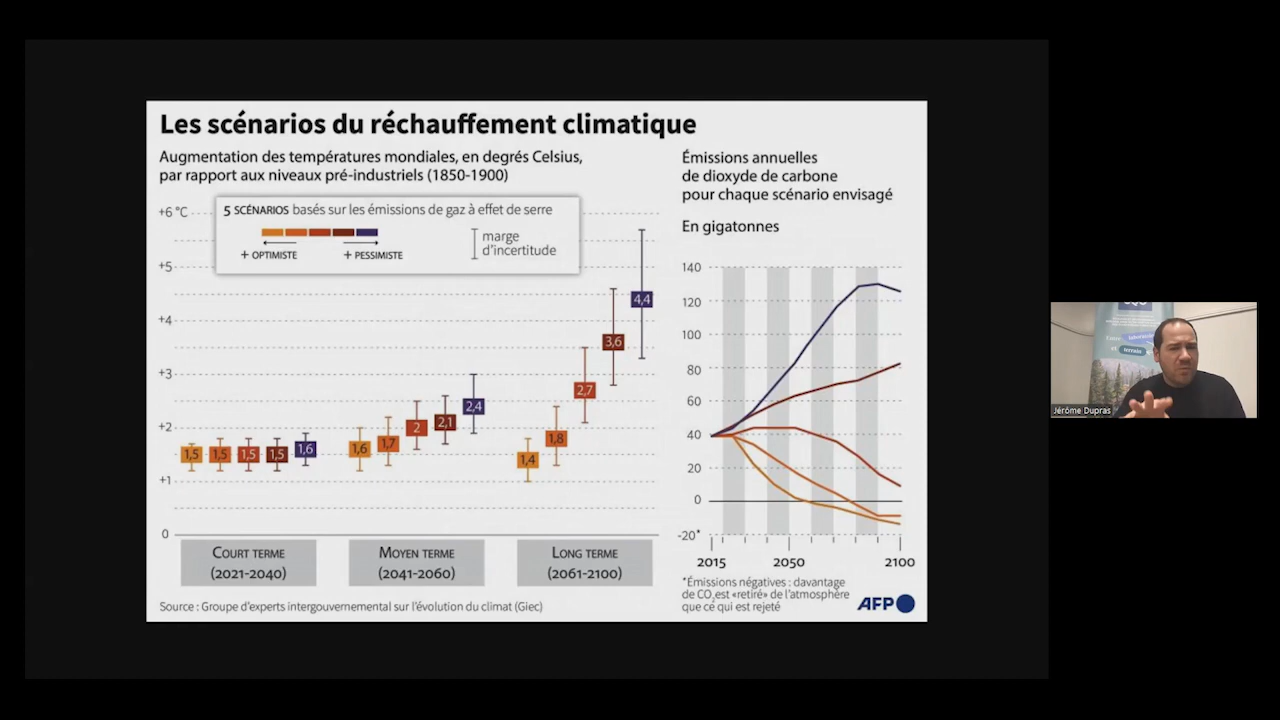 Les scénarios du réchauffement climatique
Augmentation des températures mondiales, en degrés Celsius,
par rapport aux niveaux pré-industriels (1850-1900)
+6 °C
+5
+4
+3
+2
+1
0
5 SCÉNARIOS basés sur les émissions de gaz à effet de serre
+ OPTIMISTE
+ PESSIMISTE
marge
d'incertitude
1,5
1,5
1,5
1,5
1,6
1,6
1,7
2
2,1
2,4
1,4
1,8
2,7
3,6
4,4
COURT TERME
(2021-2040)
MOYEN TERME
(2041-2060)
LONG TERME
(2061-2100)
Source : Groupe d'experts intergouvernemental sur l'évolution du climat (Giec)
Émissions annuelles
de dioxyde de carbone
pour chaque scénario envisagé
En gigatonnes
140
120
100
80
60
40
20
0
-20*
2015
2050
2100
*Émissions négatives : davantage
de CO2 est «retiré» de l'atmosphère
que ce qui est rejeté
AFP
Jérôme Dupras